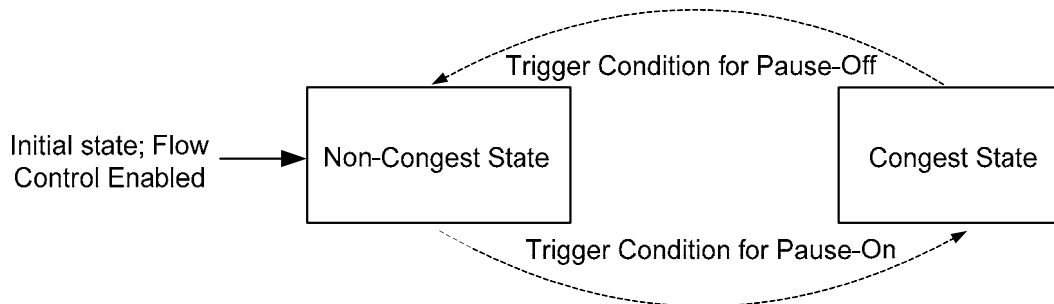 Trigger Condition for Pause-Off
Initial state; Flow
Control Enabled
Non-Congest State
Congest State
Trigger Condition for Pause-On